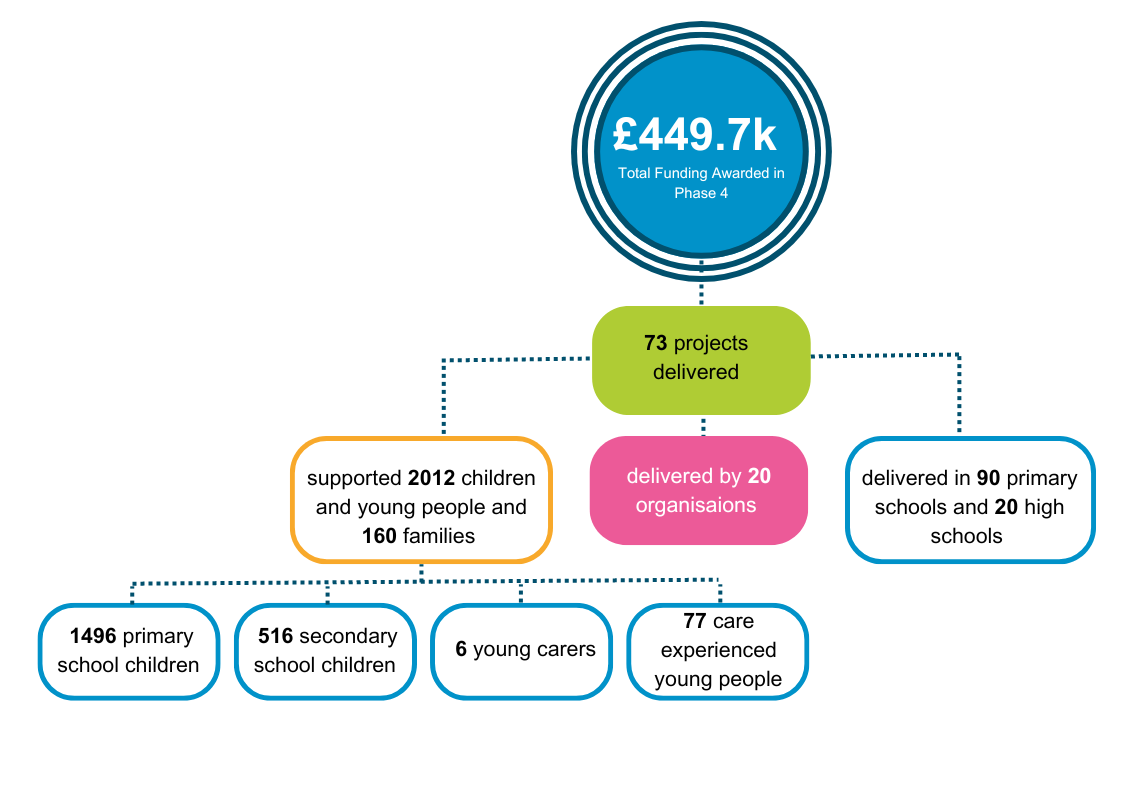 £449.7k
Total Funding Awarded in
Phase 4
73 projects
delivered
supported 2012 children
and young people and
160 families
delivered by 20
organisaions
delivered in 90 primary
schools and 20 high
schools
1496 primary
school children
516 secondary
school children
6 young carers
77 care
experienced
young people